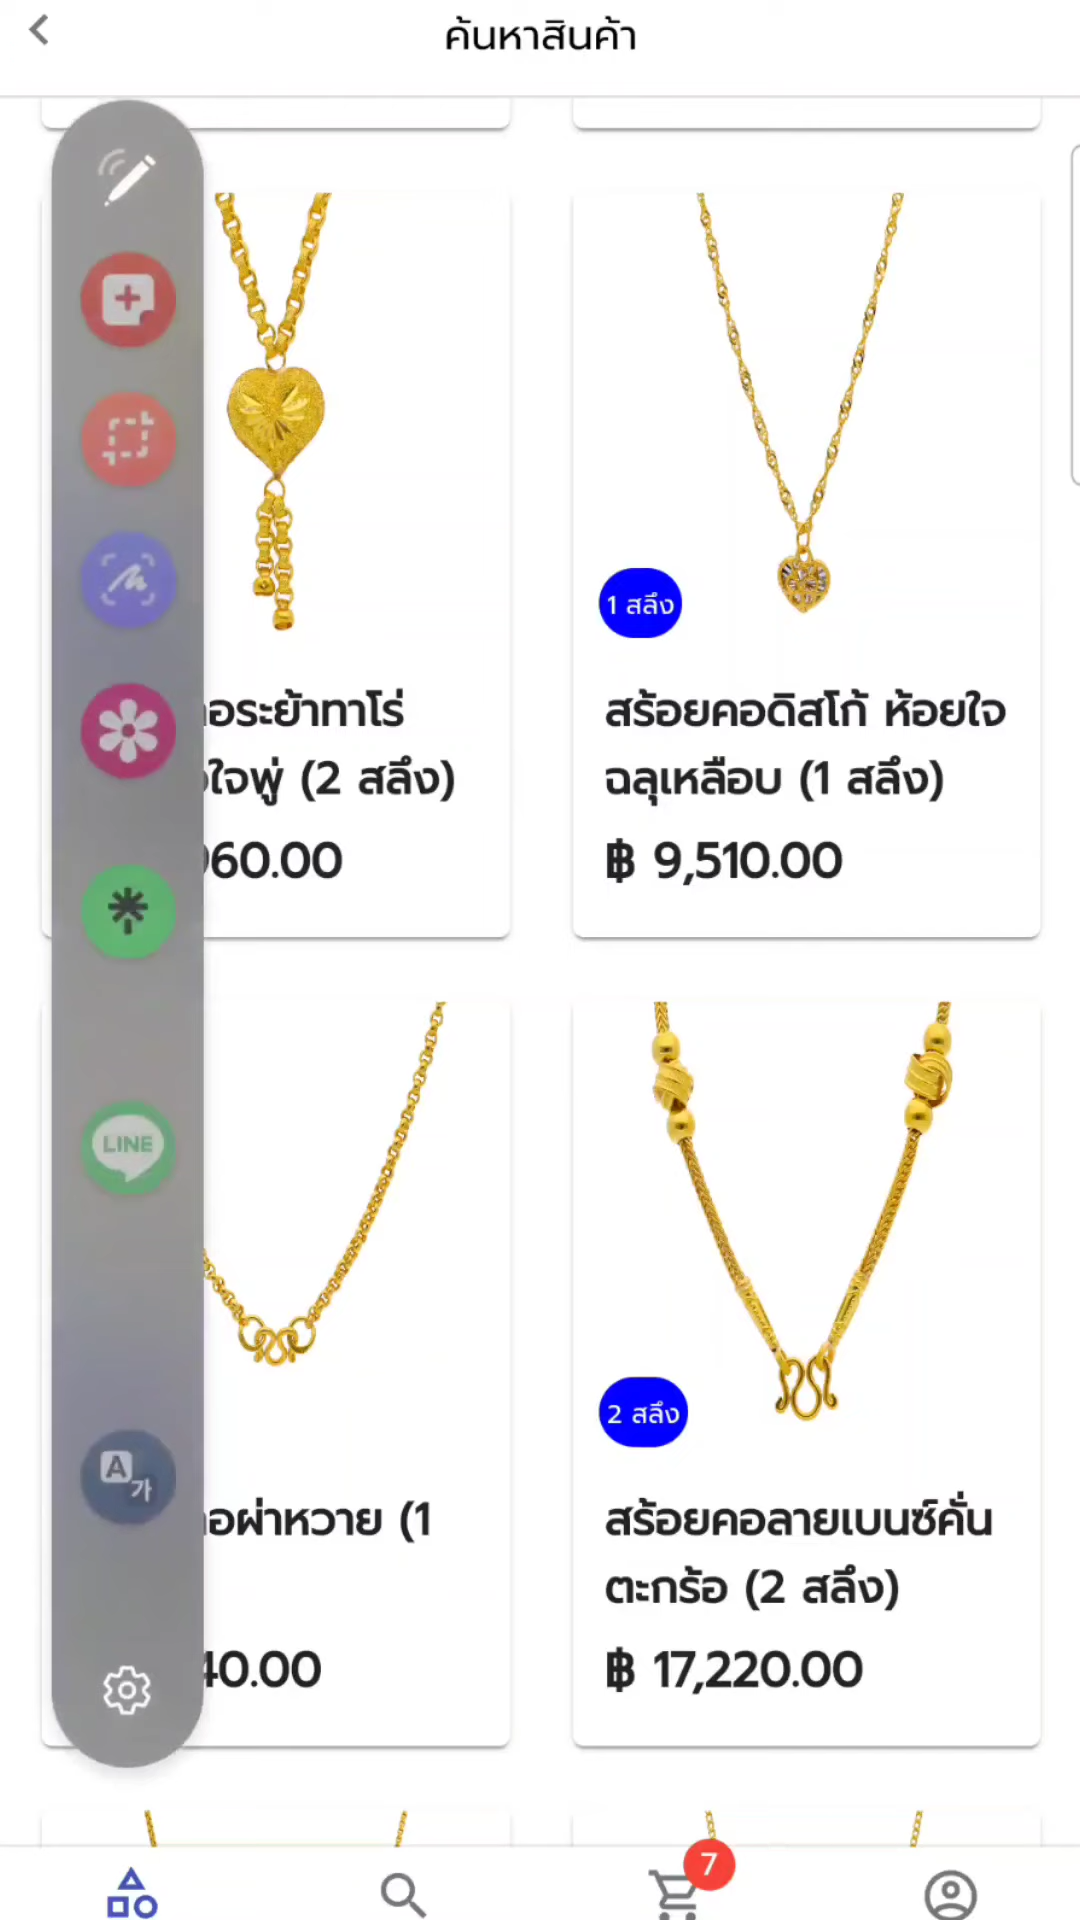 ค้นหาสินค้า
1 สลึง
อระย้าทาโร่
ใจพู่ (2 สลึง)
60.00
สร้อยคอดิสโก้ ห้อยใจ
ฉลุเหลือบ (1 สลึง)
฿ 9,510.00
LINE
A
가
2 สลึง
อผ่าหวาย (1
40.00
สร้อยคอลายเบนซ์คั่น
ตะกร้อ (2 สลึง)
฿ 17,220.00
7